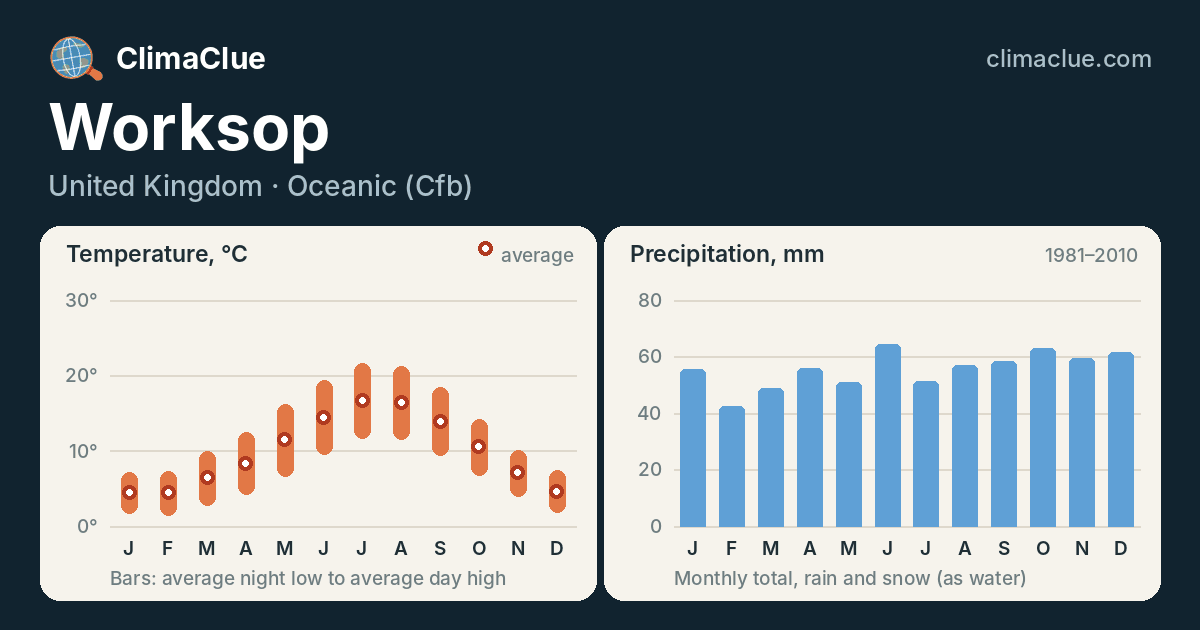 ClimaClue
climaclue.com
Worksop
United Kingdom · Oceanic (Cfb)
Temperature, °C
average
30°
20°
10°
0°
J F M A M J J A S O N D
Bars: average night low to average day high
Precipitation, mm
1981–2010
80
60
40
20
0
J F M A M J J A S O N D
Monthly total, rain and snow (as water)